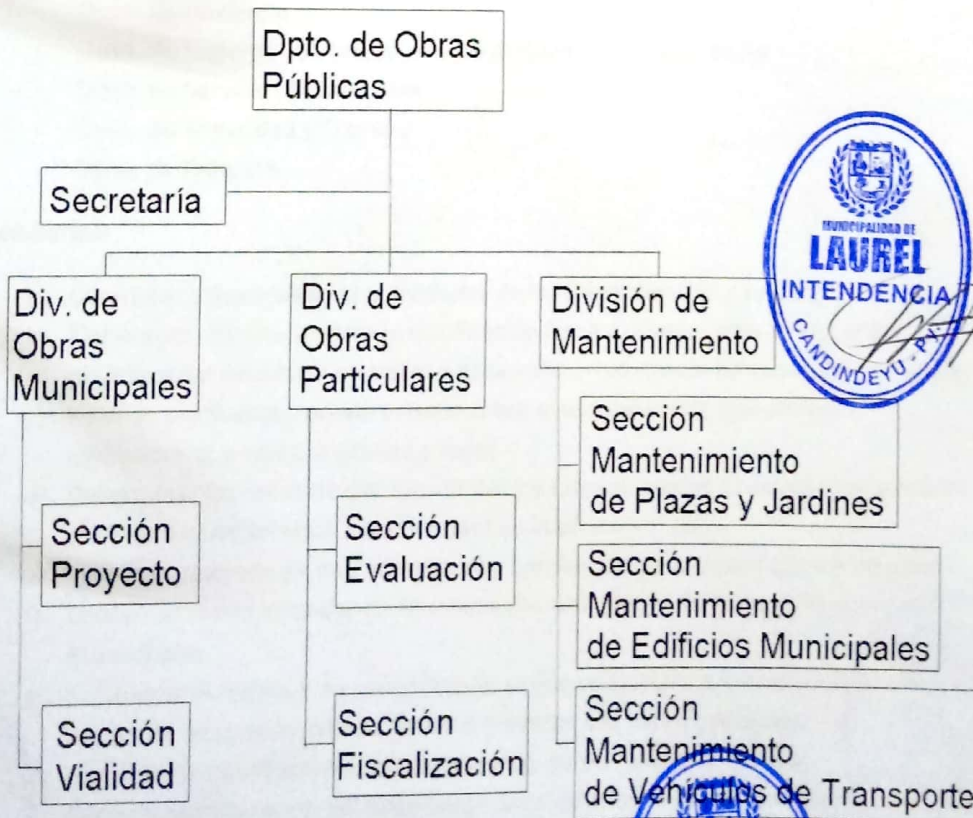 Dpto. de Obras
Públicas
Secretaría
Div. de
Obras
Municipales
Div. de
Obras
Particulares
División de
Mantenimiento
MUNICIPALIDAD DE
LAUREL
INTENDENCIA
CANDINDEYU - PY.
Sección
Proyecto
Sección
Vialidad
Sección
Evaluación
Sección
Fiscalización
Sección
Mantenimiento
de Plazas y Jardines
Sección
Mantenimiento
de Edificios Municipales
Sección
Mantenimiento
de Vehículos de Transporte